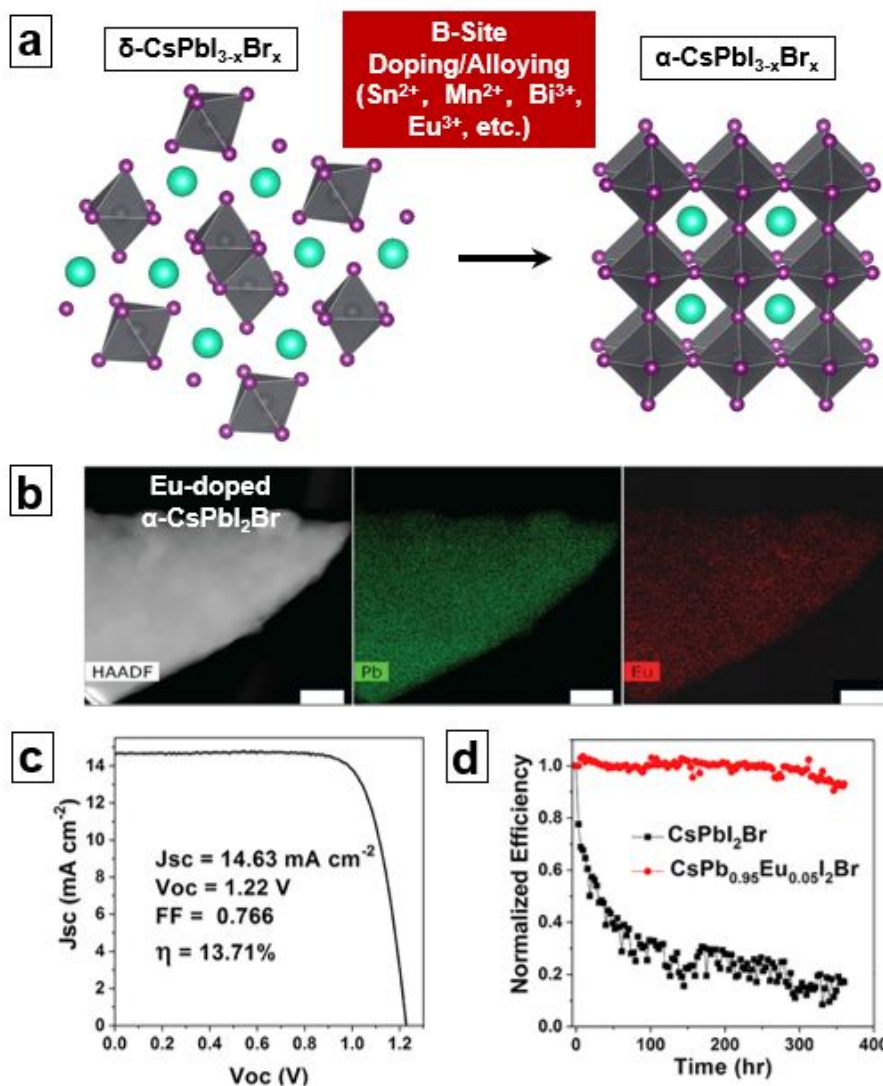 a
δ-CsPbI₃₋ₓBrₓ
B-Site
Doping/Alloying
(Sn²⁺, Mn²⁺, Bi³⁺,
Eu³⁺, etc.)
α-CsPbI₃₋ₓBrₓ
b
Eu-doped
α-CsPbI₂Br
HAADF
Pb
Eu
c
Jsc (mA cm⁻²)
14
12
10
8
6
4
2
0
Jsc = 14.63 mA cm⁻²
Voc = 1.22 V
FF = 0.766
η = 13.71%
0.0 0.2 0.4 0.6 0.8 1.0 1.2
Voc (V)
d
Normalized Efficiency
1.0
0.8
0.6
0.4
0.2
0.0
CsPbI₂Br
CsPb₀.₉₅Eu₀.₀₅I₂Br
0 100 200 300 400
Time (hr)